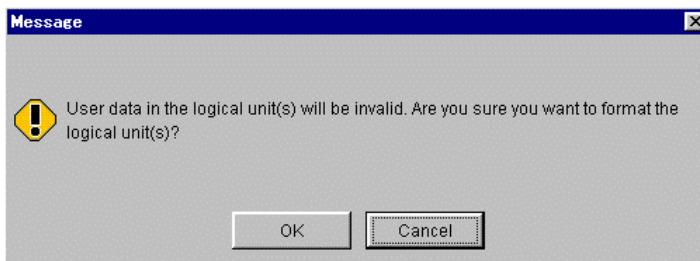 Message
User data in the logical unit(s) will be invalid. Are you sure you want to format the
logical unit(s)?
OK
Cancel